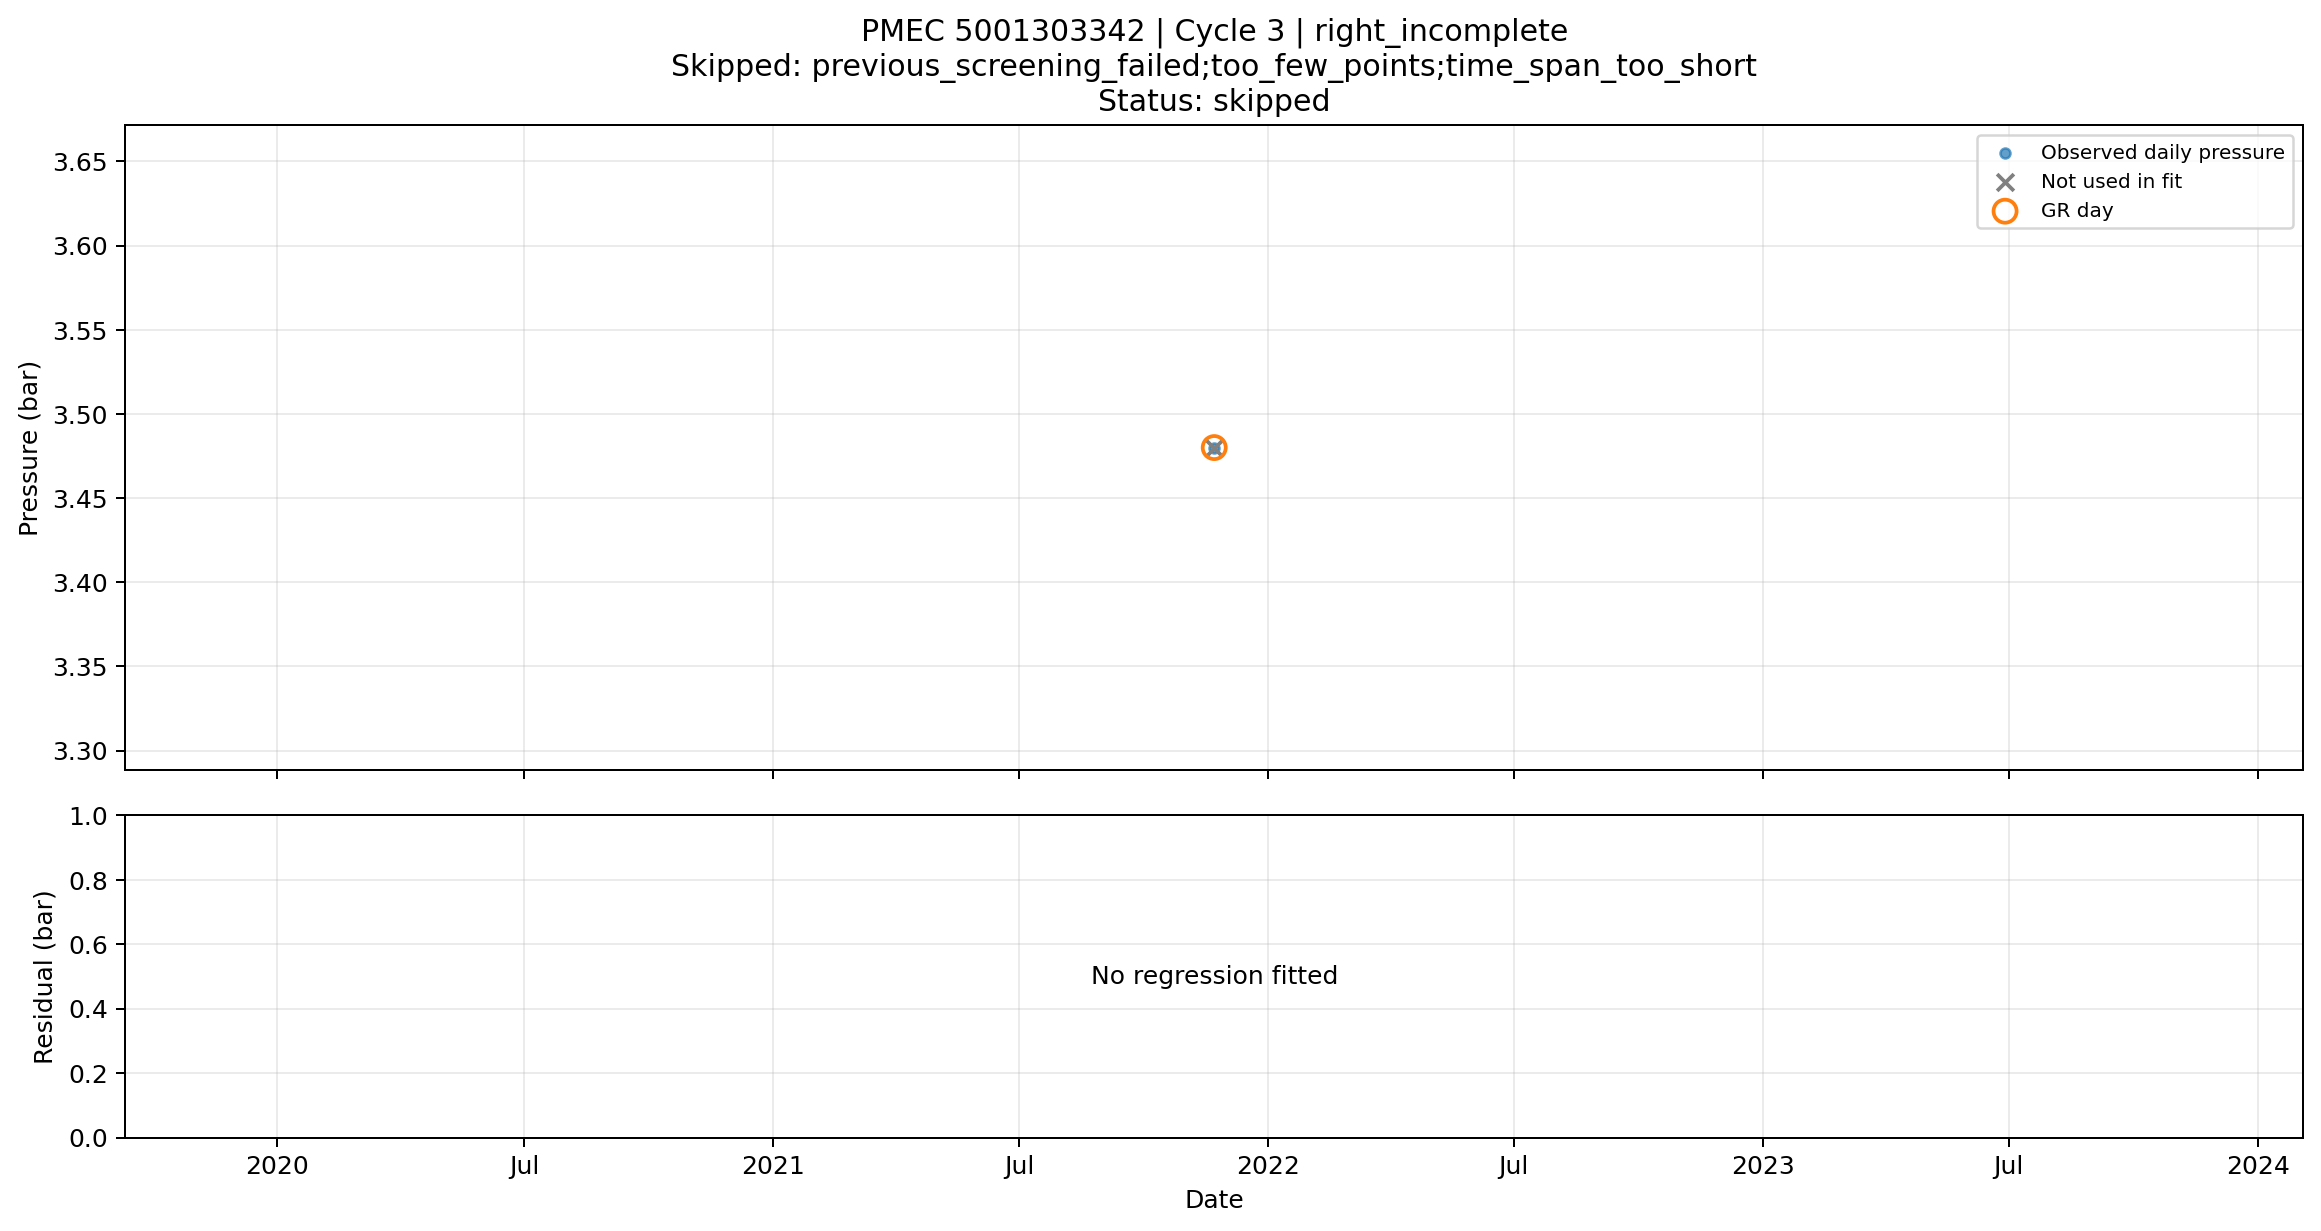 PMEC 5001303342 | Cycle 3 | right_incomplete
Skipped: previous_screening_failed;too_few_points;time_span_too_short
Status: skipped
Observed daily pressure
Not used in fit
GR day
Pressure (bar)
3.65
3.60
3.55
3.50
3.45
3.40
3.35
3.30
Residual (bar)
1.0
0.8
0.6
0.4
0.2
0.0
No regression fitted
2020 Jul 2021 Jul 2022 Jul 2023 Jul 2024
Date